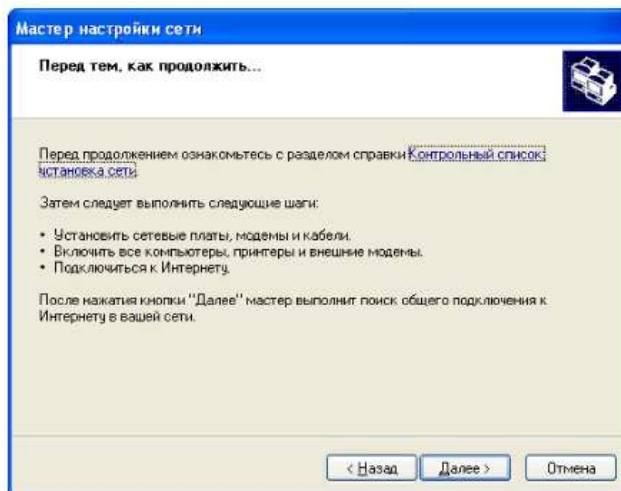 Мастер настройки сети
Перед тем, как продолжить...
Перед продолжением ознакомьтесь с разделом справки Контрольный список:
установка сети.
Затем следует выполнить следующие шаги:
• Установить сетевые платы, модемы и кабели.
• Включить все компьютеры, принтеры и внешние модемы.
• Подключиться к Интернету.
После нажатия кнопки "Далее" мастер выполнит поиск общего подключения к
Интернету в вашей сети.
< Назад Далее > Отмена